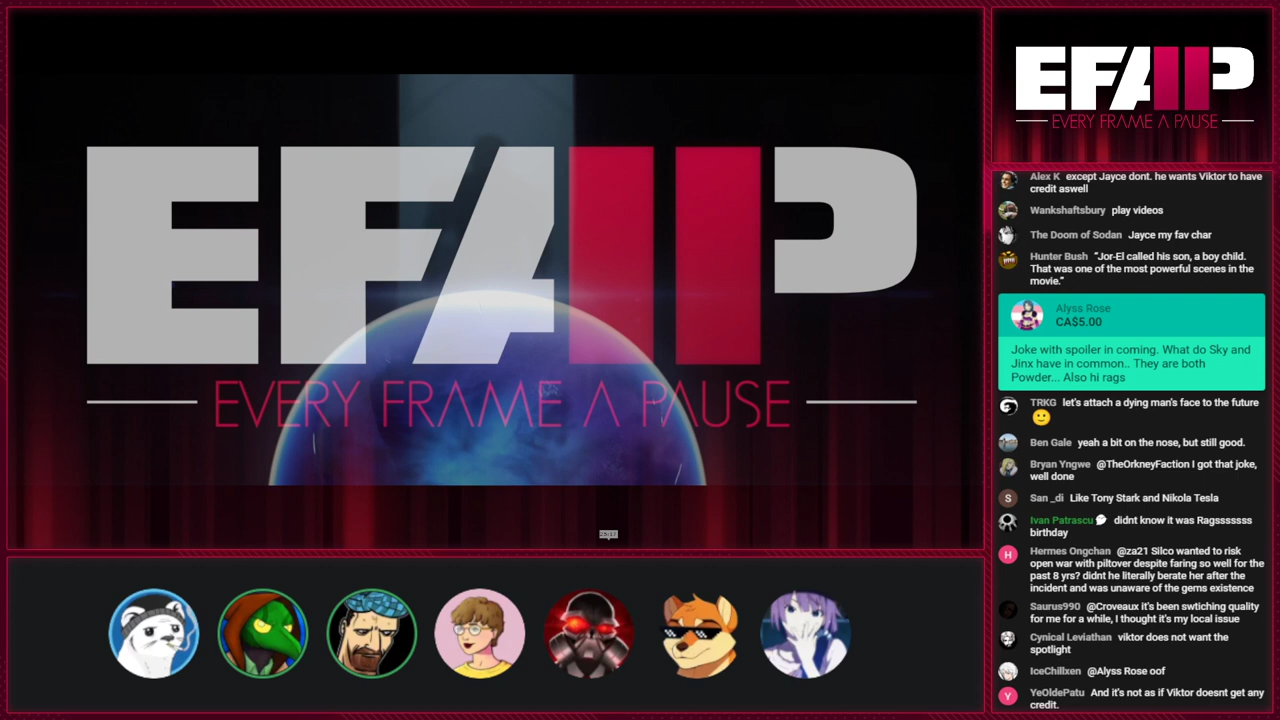 EFAP
EVERY FRAME A PAUSE
EFAP
EVERY FRAME A PAUSE
Alex K except Jayce dont. he wants Viktor to have
credit aswell
Wankshaftsbury play videos
The Doom of Sodan Jayce my fav char
Hunter Bush “Jor-El called his son, a boy child.
That was one of the most powerful scenes in the
movie.“
Alyss Rose
CA$5.00
Joke with spoiler in coming. What do Sky and
Jinx have in common.. They are both
Powder... Also hi rags
TRKG let's attach a dying man's face to the future
🙂
Ben Gale yeah a bit on the nose, but still good.
Bryan Yngwe @TheOrkneyFaction I got that joke,
well done
S San _di Like Tony Stark and Nikola Tesla
Ivan Patrascu didnt know it was Ragsssssss
birthday
H Hermes Ongchan @za21 Silco wanted to risk
open war with piltover despite faring so well for the
past 8 yrs? didnt he literally berate her after the
incident and was unaware of the gems existence
Saurus990 @Croveaux it's been swtiching quality
for me for a while, I thought it's my local issue
Cynical Leviathan viktor does not want the
spotlight
IceChillxen @Alyss Rose oof
Y YeOldePatu And it's not as if Viktor doesnt get any
credit.